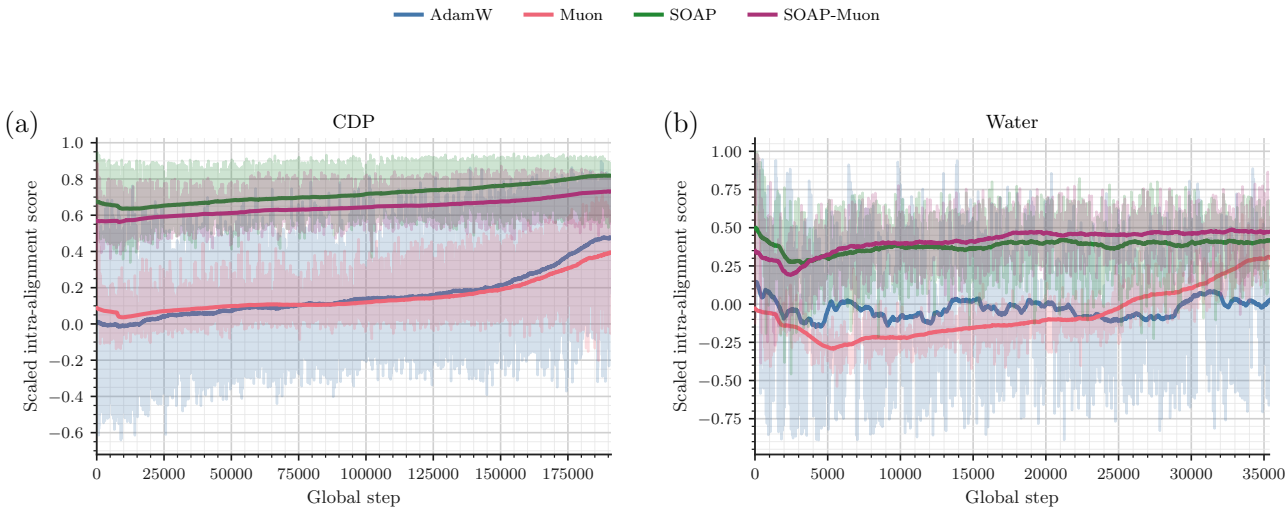 AdamW Muon SOAP SOAP-Muon
(a)
CDP
Scaled intra-alignment score
1.0
0.8
0.6
0.4
0.2
0.0
−0.2
−0.4
−0.6
0 25000 50000 75000 100000 125000 150000 175000
Global step
(b)
Water
Scaled intra-alignment score
1.00
0.75
0.50
0.25
0.00
−0.25
−0.50
−0.75
0 5000 10000 15000 20000 25000 30000 35000
Global step